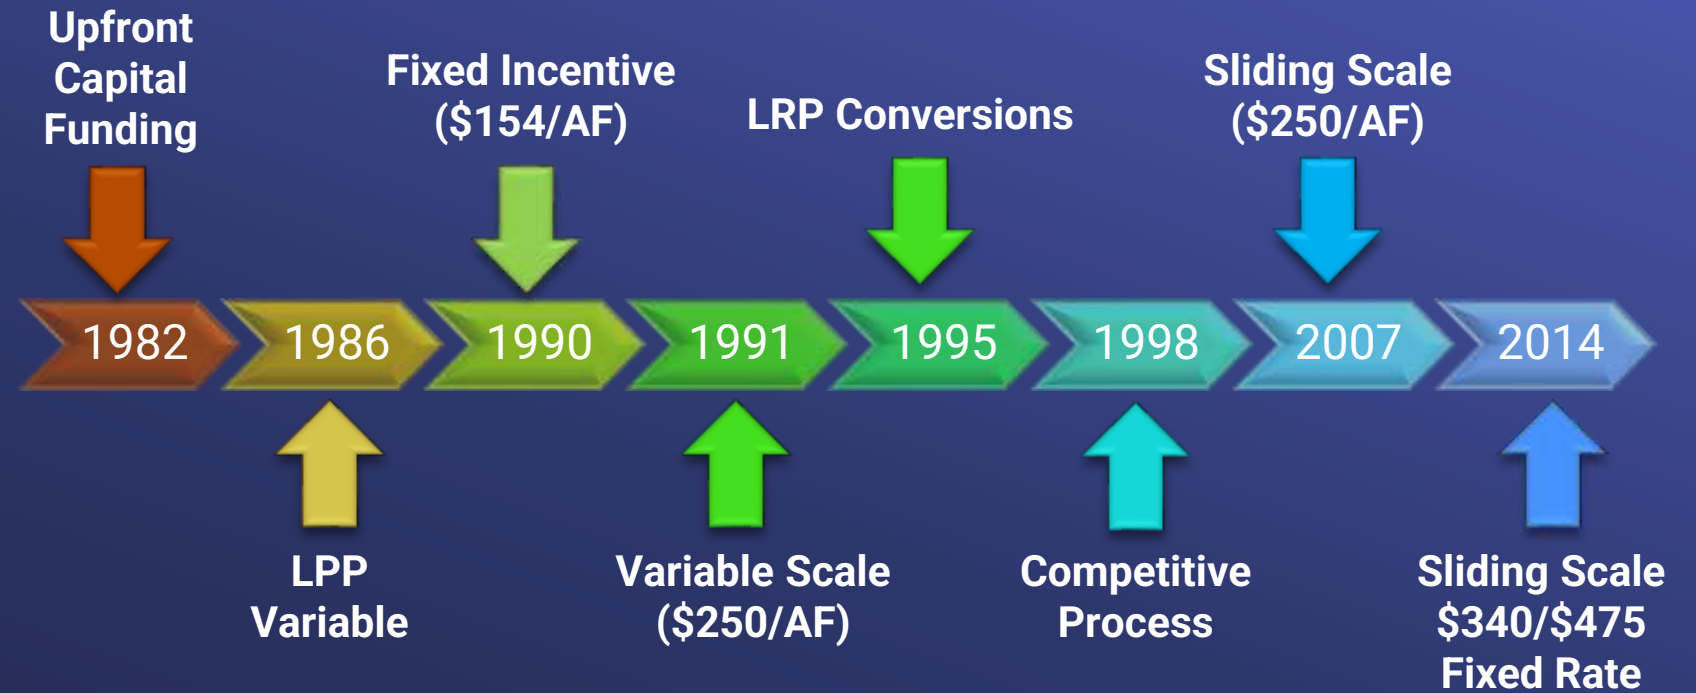 Upfront
Capital
Funding
Fixed Incentive
($154/AF)
LRP Conversions
Sliding Scale
($250/AF)
1982
1986
1990
1991
1995
1998
2007
2014
LPP
Variable
Variable Scale
($250/AF)
Competitive
Process
Sliding Scale
$340/$475
Fixed Rate